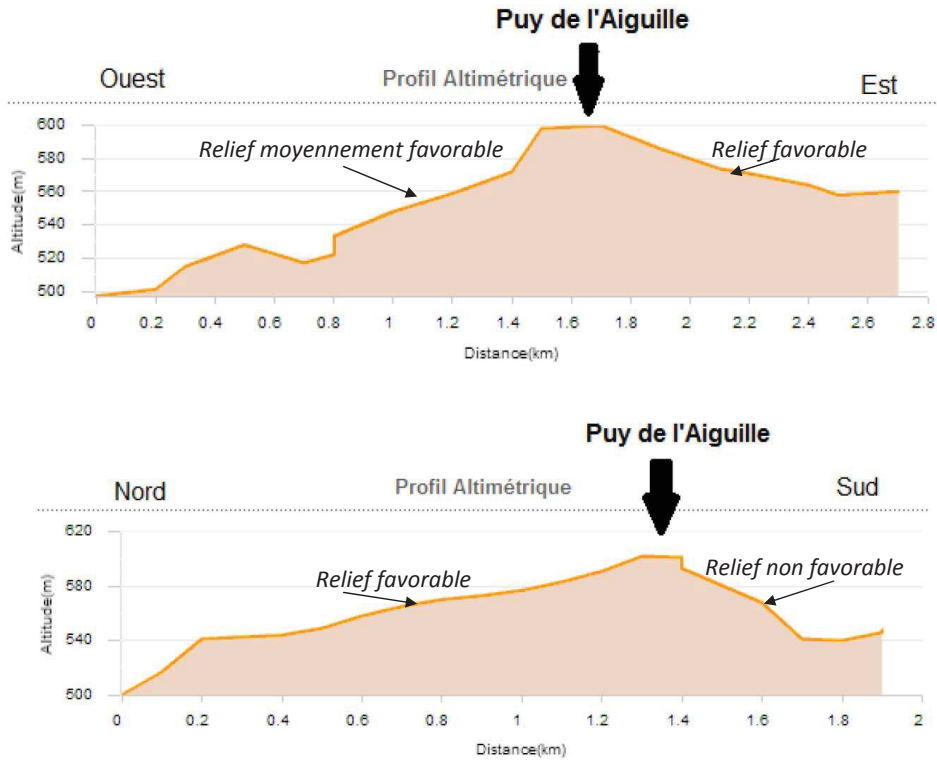 Puy de l'Aiguille
Ouest
Profil Altimétrique
Est
600
580
560
540
520
500
Altitude(m)
Relief moyennement favorable
Relief favorable
0 0.2 0.4 0.6 0.8 1 1.2 1.4 1.6 1.8 2 2.2 2.4 2.6 2.8
Distance(km)
Puy de l'Aiguille
Nord
Profil Altimétrique
Sud
620
580
540
500
Altitude(m)
Relief favorable
Relief non favorable
0 0.2 0.4 0.6 0.8 1 1.2 1.4 1.6 1.8 2
Distance(km)